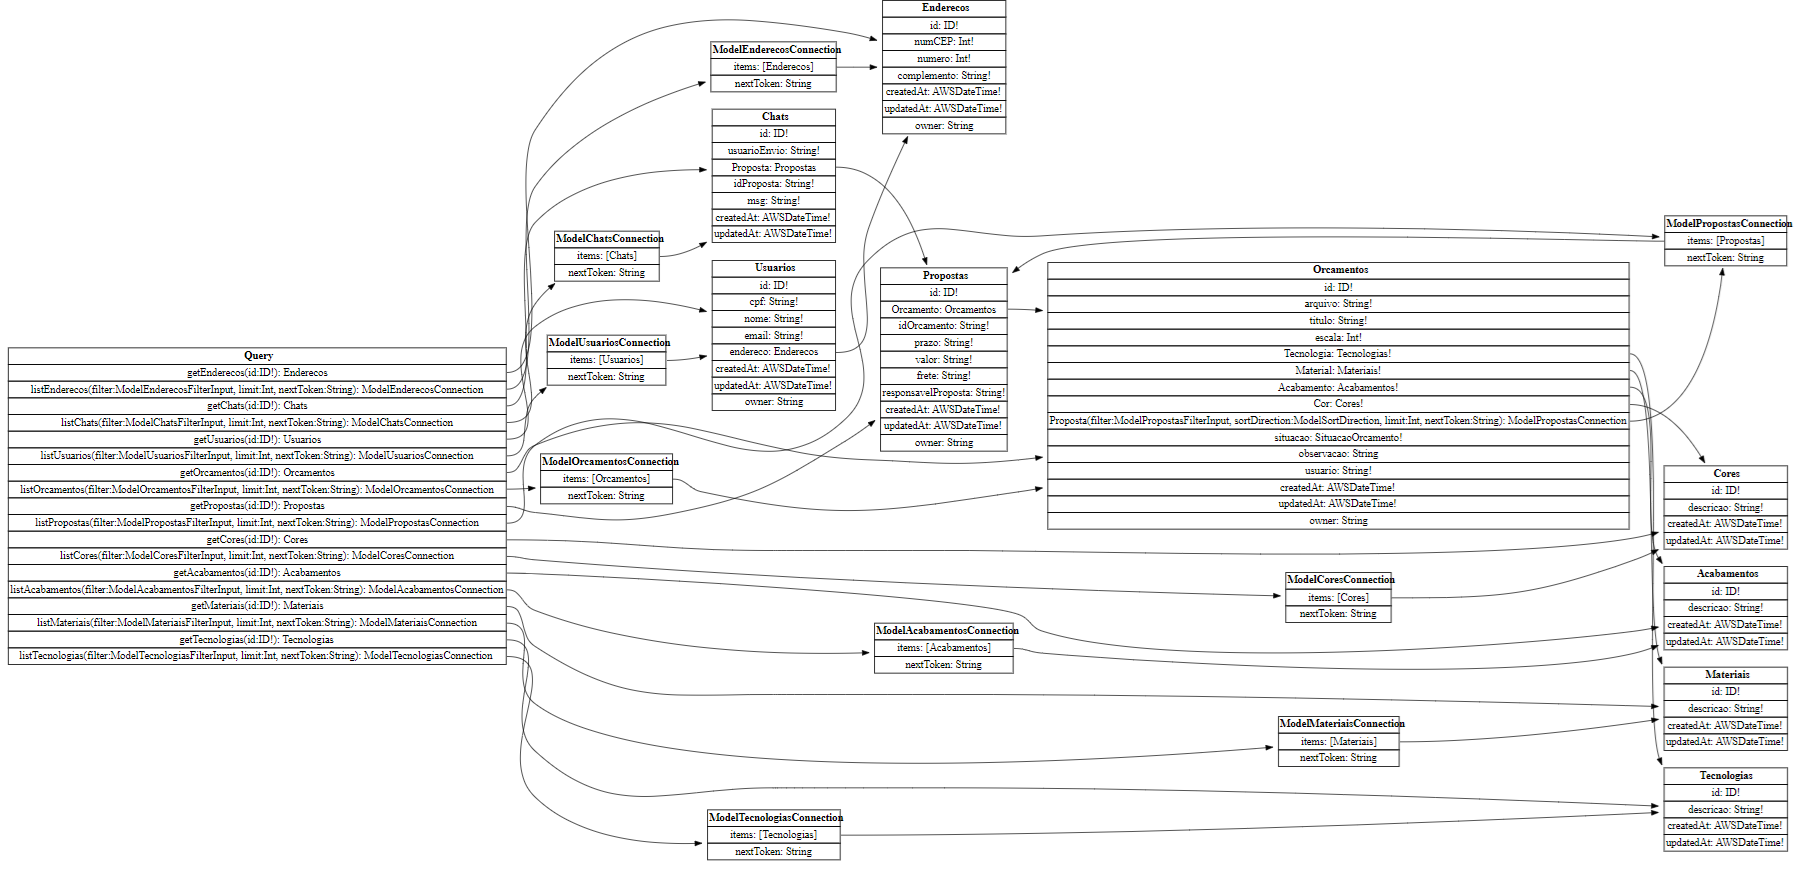 Enderecos
id: ID!
numCEP: Int!
numero: Int!
complemento: String!
createdAt: AWSDateTime!
updatedAt: AWSDateTime!
owner: String
ModelEnderecosConnection
items: [Enderecos]
nextToken: String
Chats
id: ID!
usuarioEnvio: String!
Proposta: Propostas
idProposta: String!
msg: String!
createdAt: AWSDateTime!
updatedAt: AWSDateTime!
ModelChatsConnection
items: [Chats]
nextToken: String
Usuarios
id: ID!
cpf: String!
nome: String!
email: String!
endereco: Enderecos
createdAt: AWSDateTime!
updatedAt: AWSDateTime!
owner: String
ModelUsuariosConnection
items: [Usuarios]
nextToken: String
Query
getEnderecos(id:ID!): Enderecos
listEnderecos(filter:ModelEnderecosFilterInput, limit:Int, nextToken:String): ModelEnderecosConnection
getChats(id:ID!): Chats
listChats(filter:ModelChatsFilterInput, limit:Int, nextToken:String): ModelChatsConnection
getUsuarios(id:ID!): Usuarios
listUsuarios(filter:ModelUsuariosFilterInput, limit:Int, nextToken:String): ModelUsuariosConnection
getOrcamentos(id:ID!): Orcamentos
listOrcamentos(filter:ModelOrcamentosFilterInput, limit:Int, nextToken:String): ModelOrcamentosConnection
getPropostas(id:ID!): Propostas
listPropostas(filter:ModelPropostasFilterInput, limit:Int, nextToken:String): ModelPropostasConnection
getCores(id:ID!): Cores
listCores(filter:ModelCoresFilterInput, limit:Int, nextToken:String): ModelCoresConnection
getAcabamentos(id:ID!): Acabamentos
listAcabamentos(filter:ModelAcabamentosFilterInput, limit:Int, nextToken:String): ModelAcabamentosConnection
getMateriais(id:ID!): Materiais
listMateriais(filter:ModelMateriaisFilterInput, limit:Int, nextToken:String): ModelMateriaisConnection
getTecnologias(id:ID!): Tecnologias
listTecnologias(filter:ModelTecnologiasFilterInput, limit:Int, nextToken:String): ModelTecnologiasConnection
ModelOrcamentosConnection
items: [Orcamentos]
nextToken: String
Propostas
id: ID!
Orcamento: Orcamentos
idOrcamento: String!
prazo: String!
valor: String!
frete: String!
responsavelProposta: String!
createdAt: AWSDateTime!
updatedAt: AWSDateTime!
owner: String
Orcamentos
id: ID!
arquivo: String!
titulo: String!
escala: Int!
Tecnologia: Tecnologias!
Material: Materiais!
Acabamento: Acabamentos!
Cor: Cores!
Proposta(filter:ModelPropostasFilterInput, sortDirection:ModelSortDirection, limit:Int, nextToken:String): ModelPropostasConnection
situacao: SituacaoOrcamento!
observacao: String
usuario: String!
createdAt: AWSDateTime!
updatedAt: AWSDateTime!
owner: String
ModelPropostasConnection
items: [Propostas]
nextToken: String
Cores
id: ID!
descricao: String!
createdAt: AWSDateTime!
updatedAt: AWSDateTime!
ModelCoresConnection
items: [Cores]
nextToken: String
Acabamentos
id: ID!
descricao: String!
createdAt: AWSDateTime!
updatedAt: AWSDateTime!
ModelAcabamentosConnection
items: [Acabamentos]
nextToken: String
Materiais
id: ID!
descricao: String!
createdAt: AWSDateTime!
updatedAt: AWSDateTime!
ModelMateriaisConnection
items: [Materiais]
nextToken: String
Tecnologias
id: ID!
descricao: String!
createdAt: AWSDateTime!
updatedAt: AWSDateTime!
ModelTecnologiasConnection
items: [Tecnologias]
nextToken: String